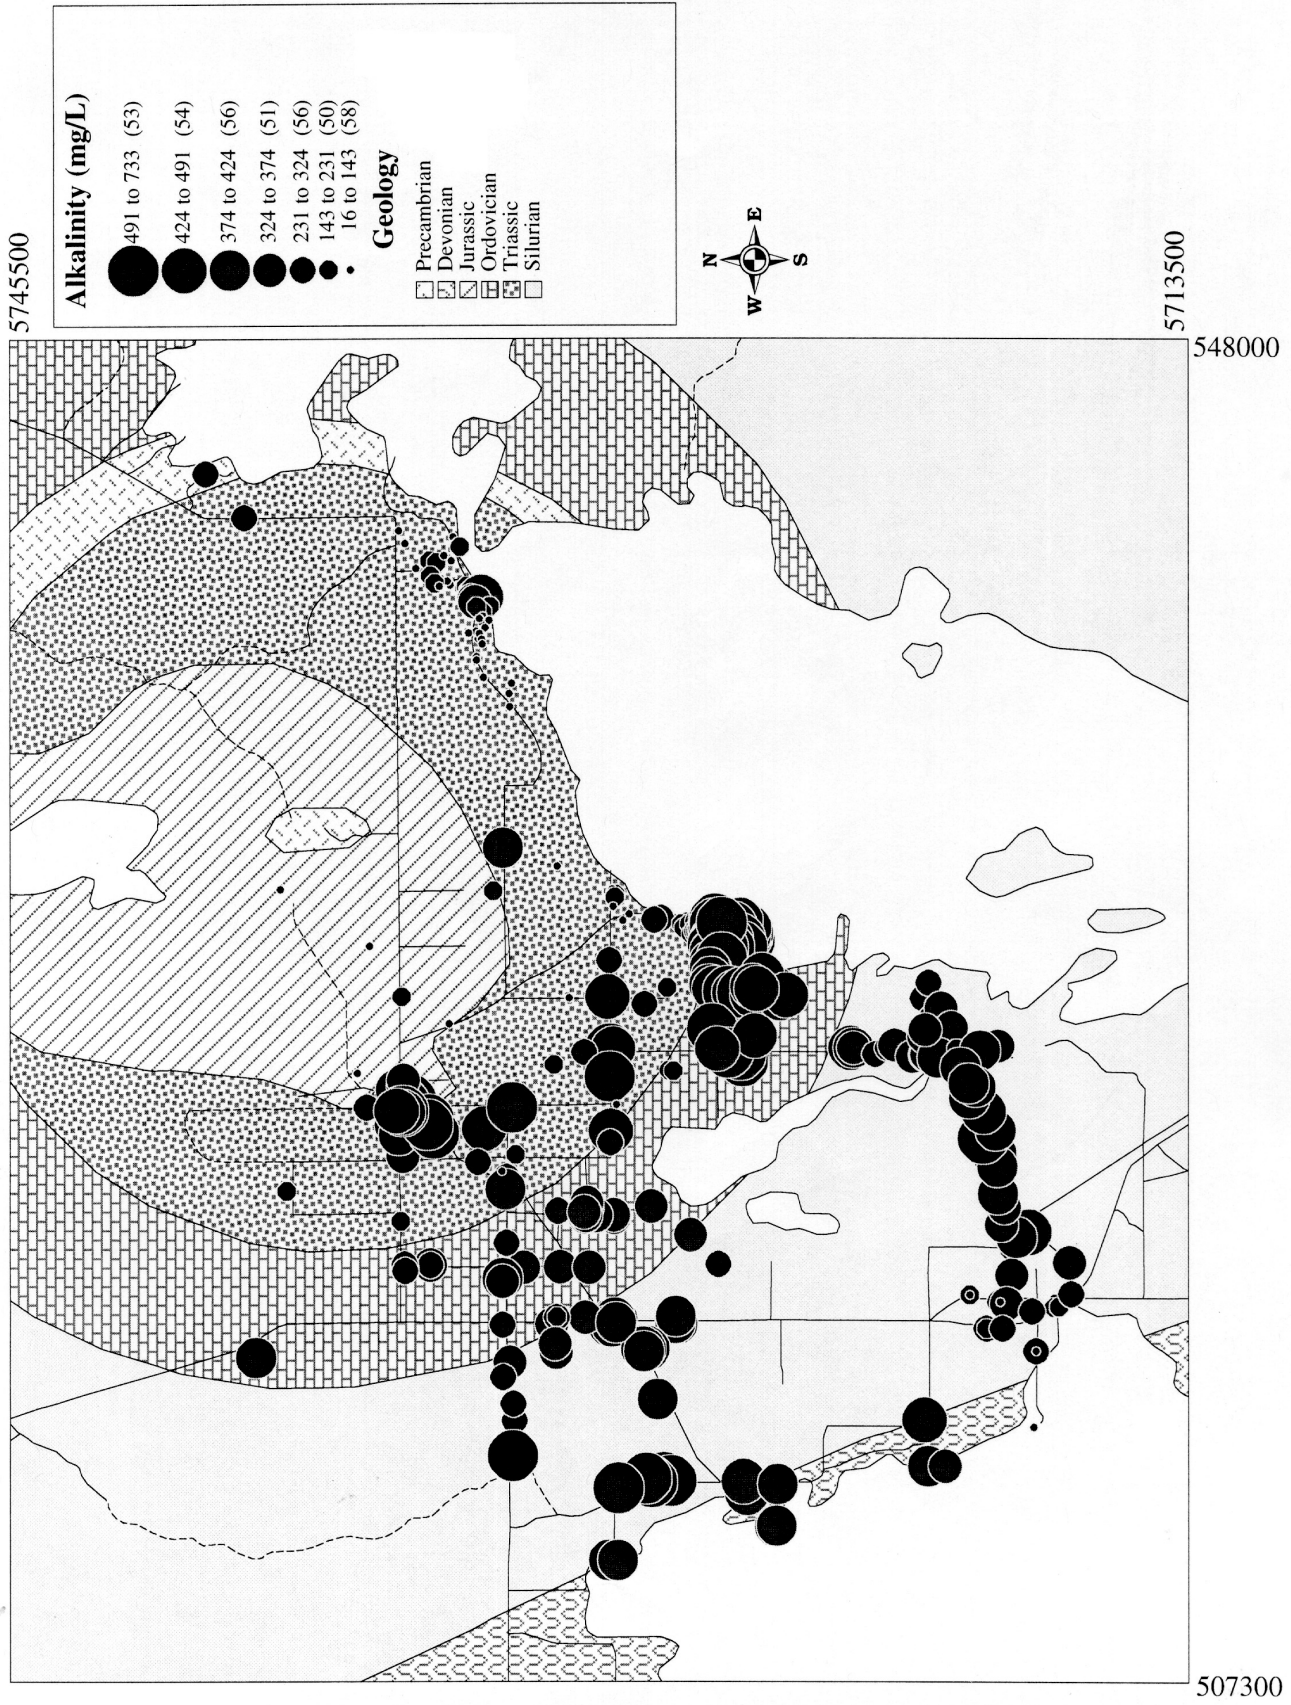 Alkalinity (mg/L)
491 to 733 (53)
424 to 491 (54)
374 to 424 (56)
324 to 374 (51)
231 to 324 (56)
143 to 231 (50)
16 to 143 (58)
Geology
Precambrian
Devonian
Jurassic
Ordovician
Triassic
Silurian
5745500
N
W E
S
5713500
548000
507300